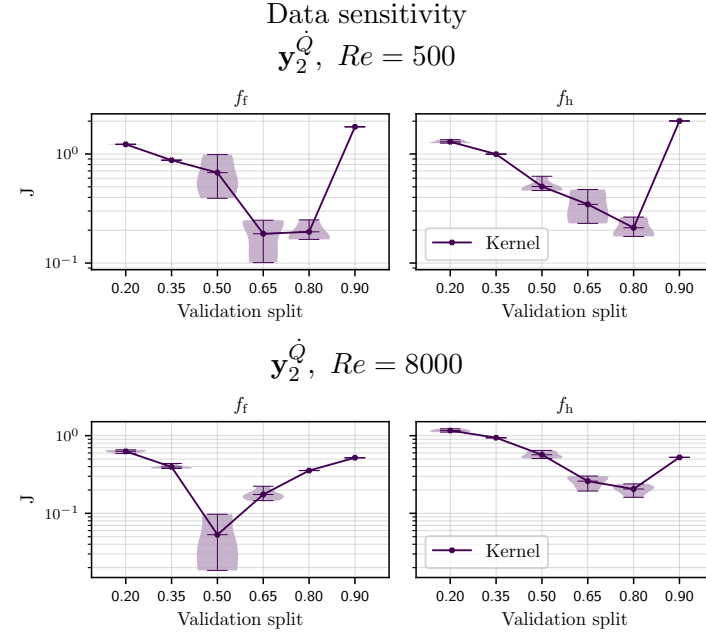 Data sensitivity
y₂^Q̇, Re = 500
f_f
f_h
10⁰
10⁻¹
J
0.20 0.35 0.50 0.65 0.80 0.90
Validation split
Kernel
0.20 0.35 0.50 0.65 0.80 0.90
Validation split
y₂^Q̇, Re = 8000
f_f
f_h
10⁰
10⁻¹
J
0.20 0.35 0.50 0.65 0.80 0.90
Validation split
Kernel
0.20 0.35 0.50 0.65 0.80 0.90
Validation split